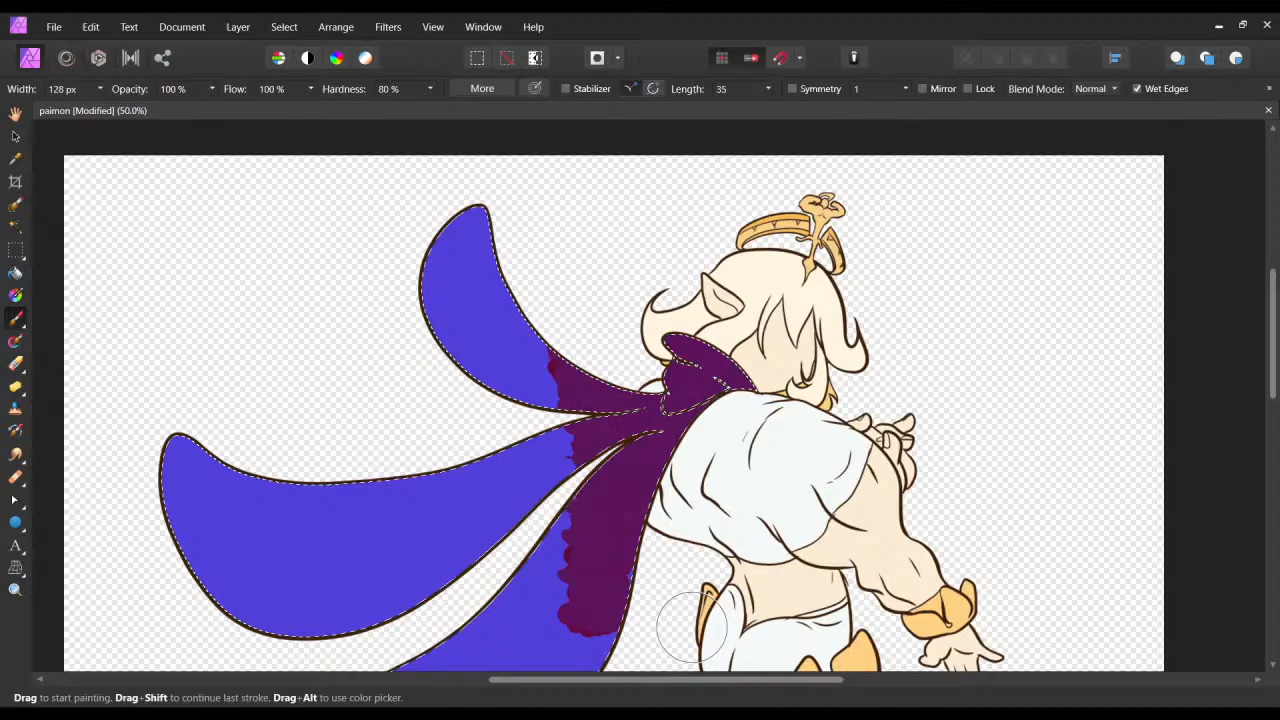 File Edit Text Document Layer Select Arrange Filters View Window Help
Width: 128 px Opacity: 100 % Flow: 100 % Hardness: 80 % More Stabilizer Length: 35 Symmetry 1 Mirror Lock Blend Mode: Normal Wet Edges
paimon [Modified] (50.0%)
Drag to start painting. Drag+Shift to continue last stroke. Drag+Alt to use color picker.